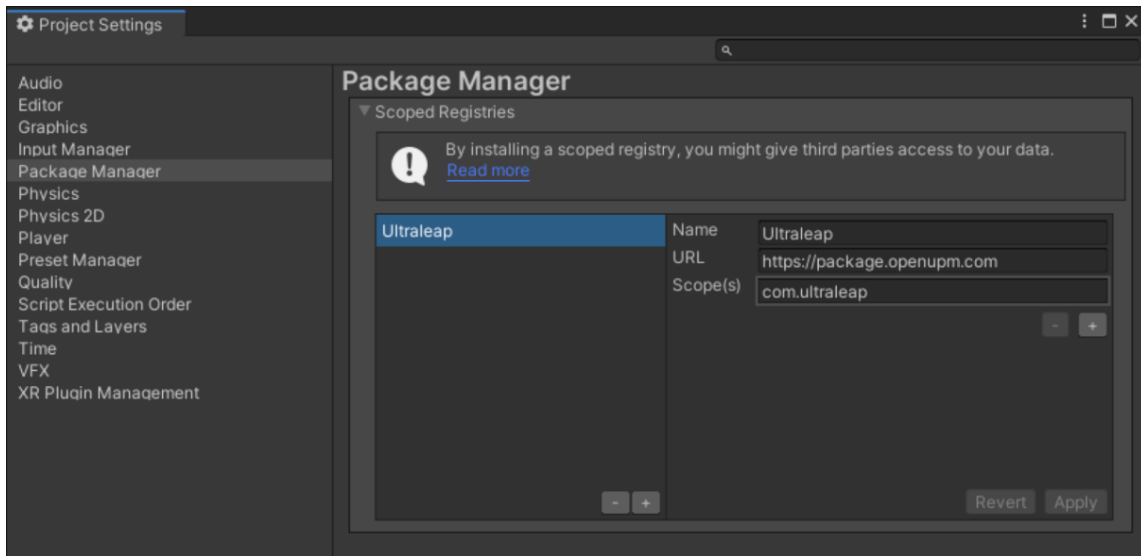 Project Settings
Audio
Editor
Graphics
Input Manager
Package Manager
Physics
Physics 2D
Player
Preset Manager
Quality
Script Execution Order
Tags and Layers
Time
VFX
XR Plugin Management
Package Manager
Scoped Registries
By installing a scoped registry, you might give third parties access to your data.
Read more
Ultraleap
Name Ultraleap
URL https://package.openupm.com
Scope(s) com.ultraleap
- +
- +
Revert Apply